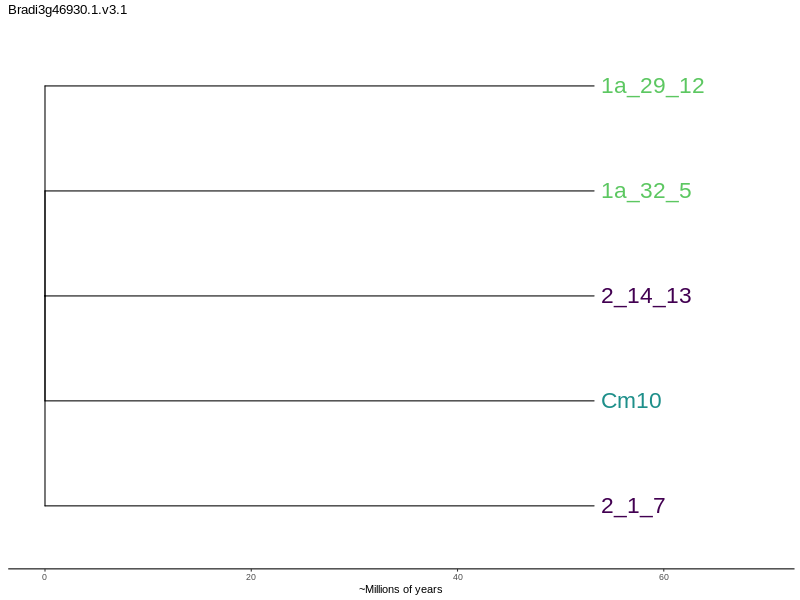 Bradi3g46930.1.v3.1
1a_29_12
1a_32_5
2_14_13
Cm10
2_1_7
0 20 40 60
~Millions of years